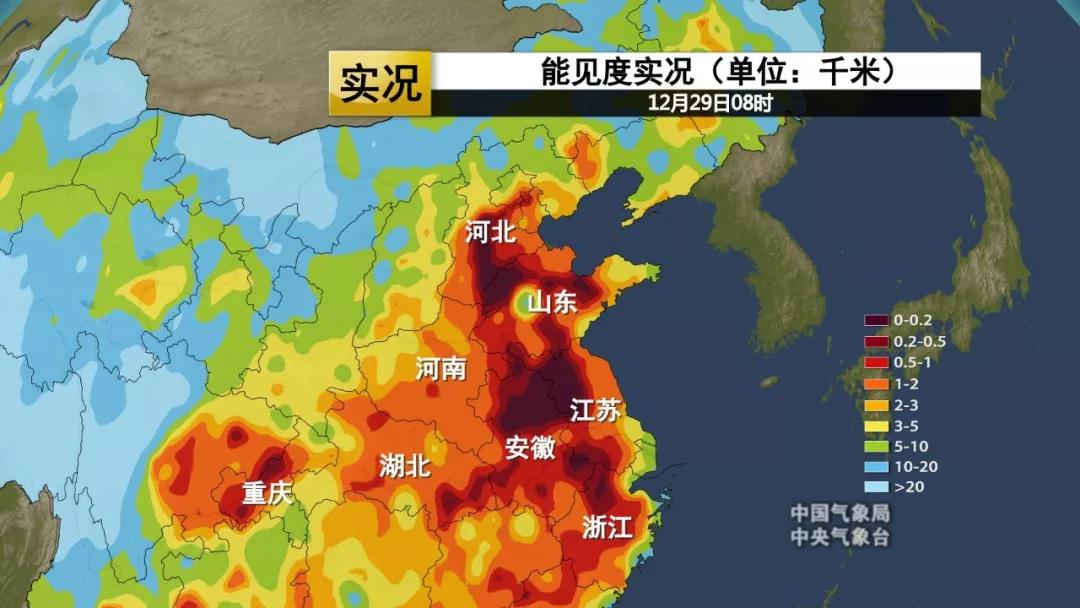 实况
能见度实况（单位：千米）
12月29日08时
河北
山东
河南
江苏
安徽
湖北
重庆
浙江
0-0.2
0.2-0.5
0.5-1
1-2
2-3
3-5
5-10
10-20
>20
中国气象局
中央气象台